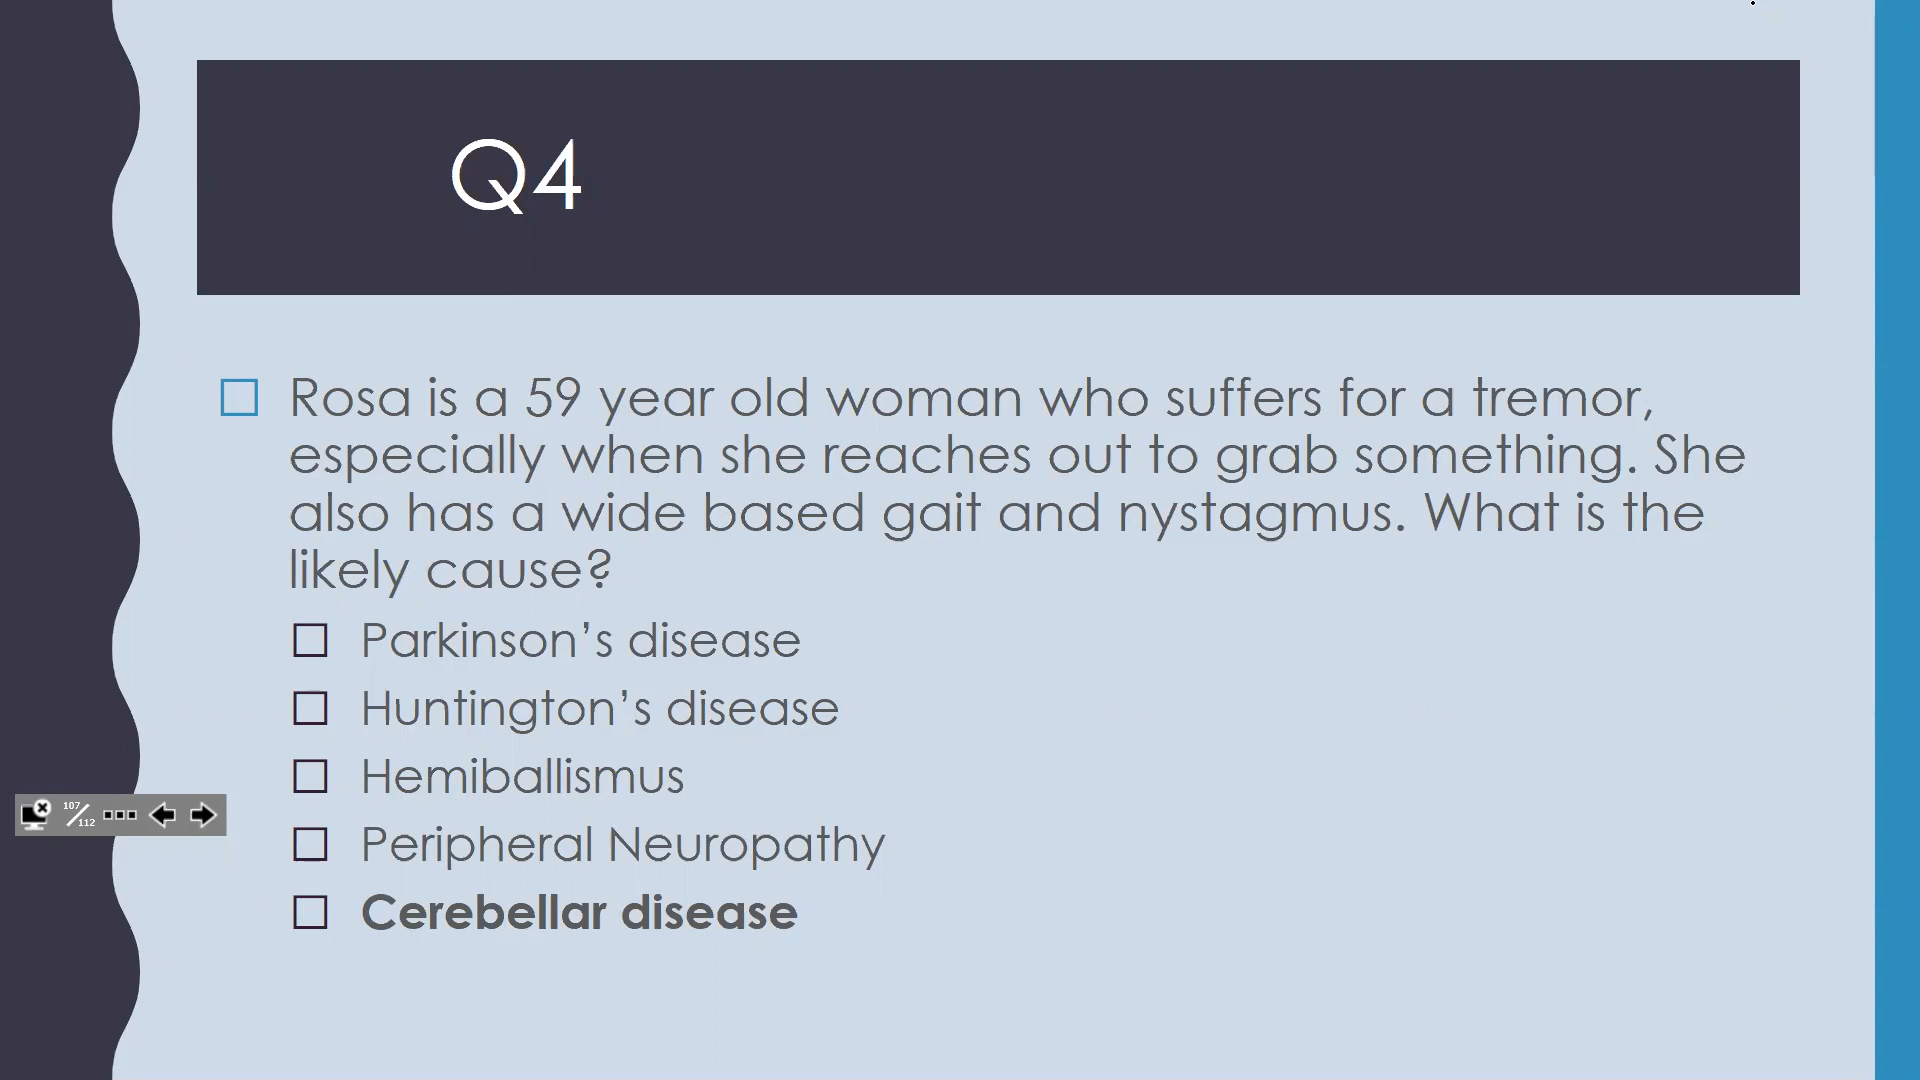 Q4
Rosa is a 59 year old woman who suffers for a tremor,
especially when she reaches out to grab something. She
also has a wide based gait and nystagmus. What is the
likely cause?
Parkinson’s disease
Huntington’s disease
Hemiballismus
107/112
Peripheral Neuropathy
Cerebellar disease